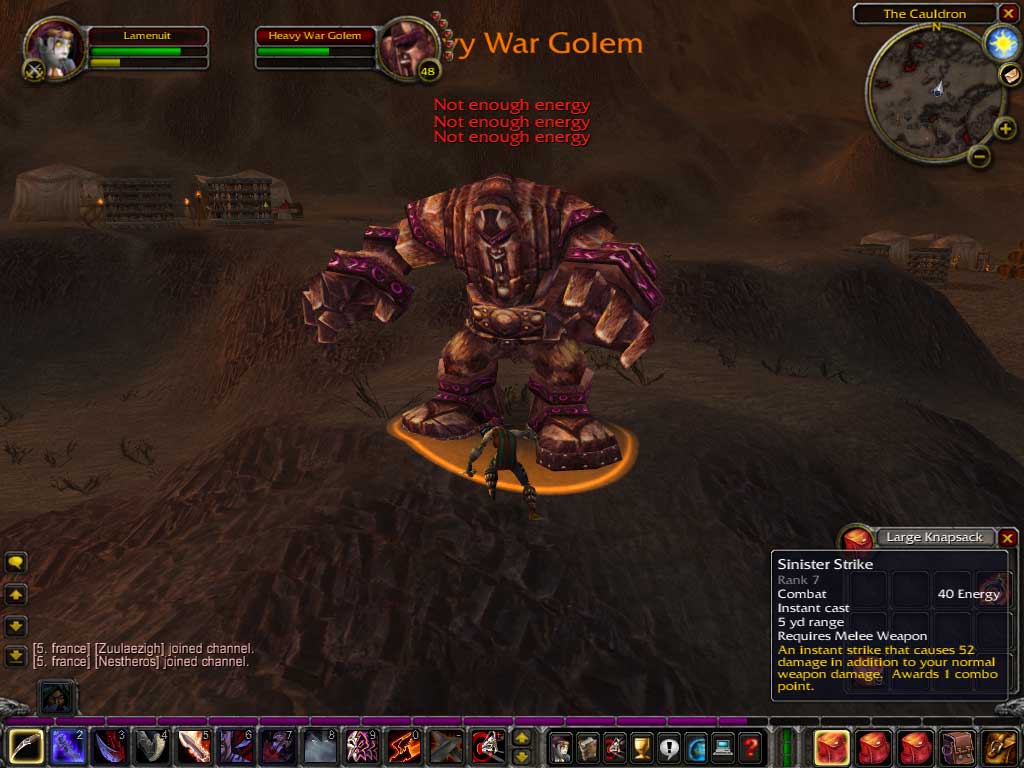 Lamenuit
Heavy War Golem
48
ry War Golem
The Cauldron
N
Not enough energy
Not enough energy
Not enough energy
Large Knapsack
Sinister Strike
Rank 7
Combat 40 Energy
Instant cast
5 yd range
Requires Melee Weapon
An instant strike that causes 52
damage in addition to your normal
weapon damage. Awards 1 combo
point.
[5. france] [Zuulaezigh] joined channel.
[5. france] [Nestheros] joined channel.
2 3 4 5 6 7 8 9 0 - =